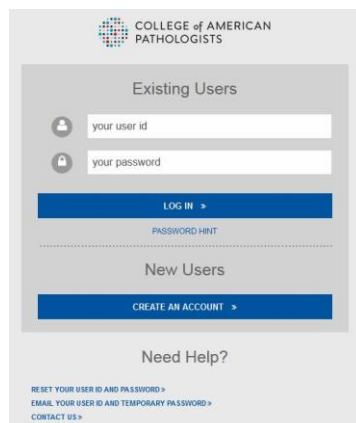 COLLEGE of AMERICAN
PATHOLOGISTS
Existing Users
your user id
your password
LOG IN »
PASSWORD HINT
New Users
CREATE AN ACCOUNT »
Need Help?
RESET YOUR USER ID AND PASSWORD »
EMAIL YOUR USER ID AND TEMPORARY PASSWORD »
CONTACT US »